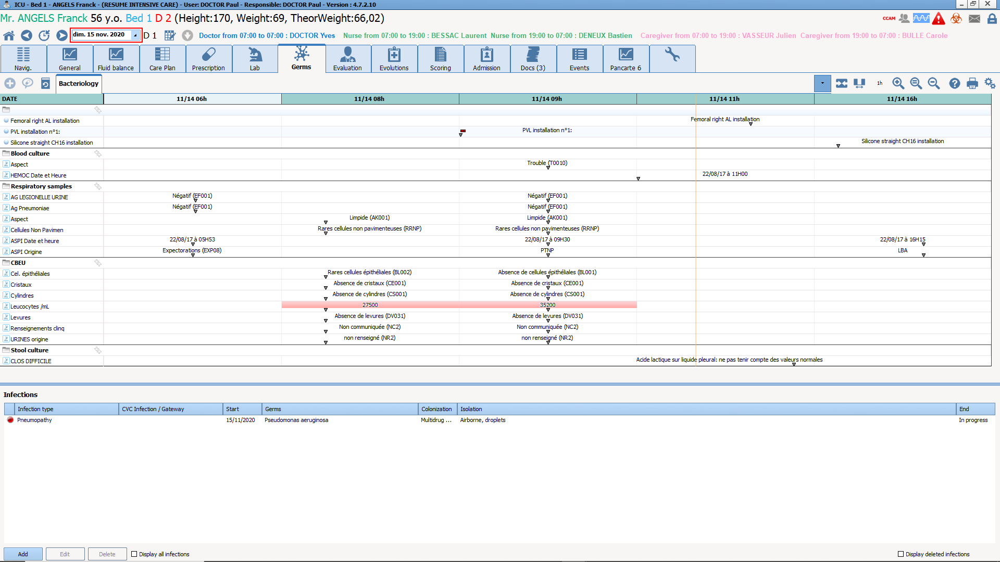 ICU - Bed 1 - ANGELS Franck - (RESUME INTENSIVE CARE) - User: DOCTOR Paul - Responsible: DOCTOR Paul - Version : 4.7.2.10
Mr. ANGELS Franck 56 y.o. Bed 1 D 2 (Height:170, Weight:69, TheorWeight:66,02) CCAM
dim. 15 nov. 2020 D 1 Doctor from 07:00 to 07:00 : DOCTOR Yves Nurse from 07:00 to 19:00 : BESSAC Laurent Nurse from 19:00 to 07:00 : DENEUX Bastien Caregiver from 07:00 to 19:00 : VASSEUR Julien Caregiver from 19:00 to 07:00 : BULLE Carole
Navig. General Fluid balance Care Plan Prescription Lab Germs Evaluation Evolutions Scoring Admission Docs (3) Events Pancarte 6
Bacteriology 1h
DATE 11/14 06h 11/14 08h 11/14 09h 11/14 11h 11/14 16h
Femoral right AL installation Femoral right AL installation
PVL installation n°1: PVL installation n°1:
Silicone straight CH16 installation Silicone straight CH16 installation
Blood culture
Aspect Trouble (T0010)
HEMOC Date et Heure 22/08/17 à 11H00
Respiratory samples
AG LEGIONELLE URINE Négatif (EF001) Négatif (EF001)
Ag Pneumoniae Négatif (EF001) Négatif (EF001)
Aspect Limpide (AK001) Limpide (AK001)
Cellules Non Pavimen Rares cellules non pavimenteuses (RRNP) Rares cellules non pavimenteuses (RRNP)
ASPI Date et heure 22/08/17 à 05H53 22/08/17 à 09H30 22/08/17 à 16H15
ASPI Origine Expectorations (EXP08) PTNP LBA
CBEU
Cel. épithéliales Rares cellules épithéliales (BL002) Absence de cellules épithéliales (BL001)
Cristaux Absence de cristaux (CE001) Absence de cristaux (CE001)
Cylindres Absence de cylindres (CS001) Absence de cylindres (CS001)
Leucocytes /mL 27500 35200
Levures Absence de levures (DV031) Absence de levures (DV031)
Renseignements clinq Non communiquée (NC2) Non communiquée (NC2)
URINES origine non renseigné (NR2) non renseigné (NR2)
Stool culture
CLOS DIFFICILE Acide lactique sur liquide pleural: ne pas tenir compte des valeurs normales
Infections
Infection type CVC Infection / Gateway Start Germs Colonization Isolation End
Pneumopathy 15/11/2020 Pseudomonas aeruginosa Multidrug ... Airborne, droplets In progress
Add Edit Delete Display all infections Display deleted infections